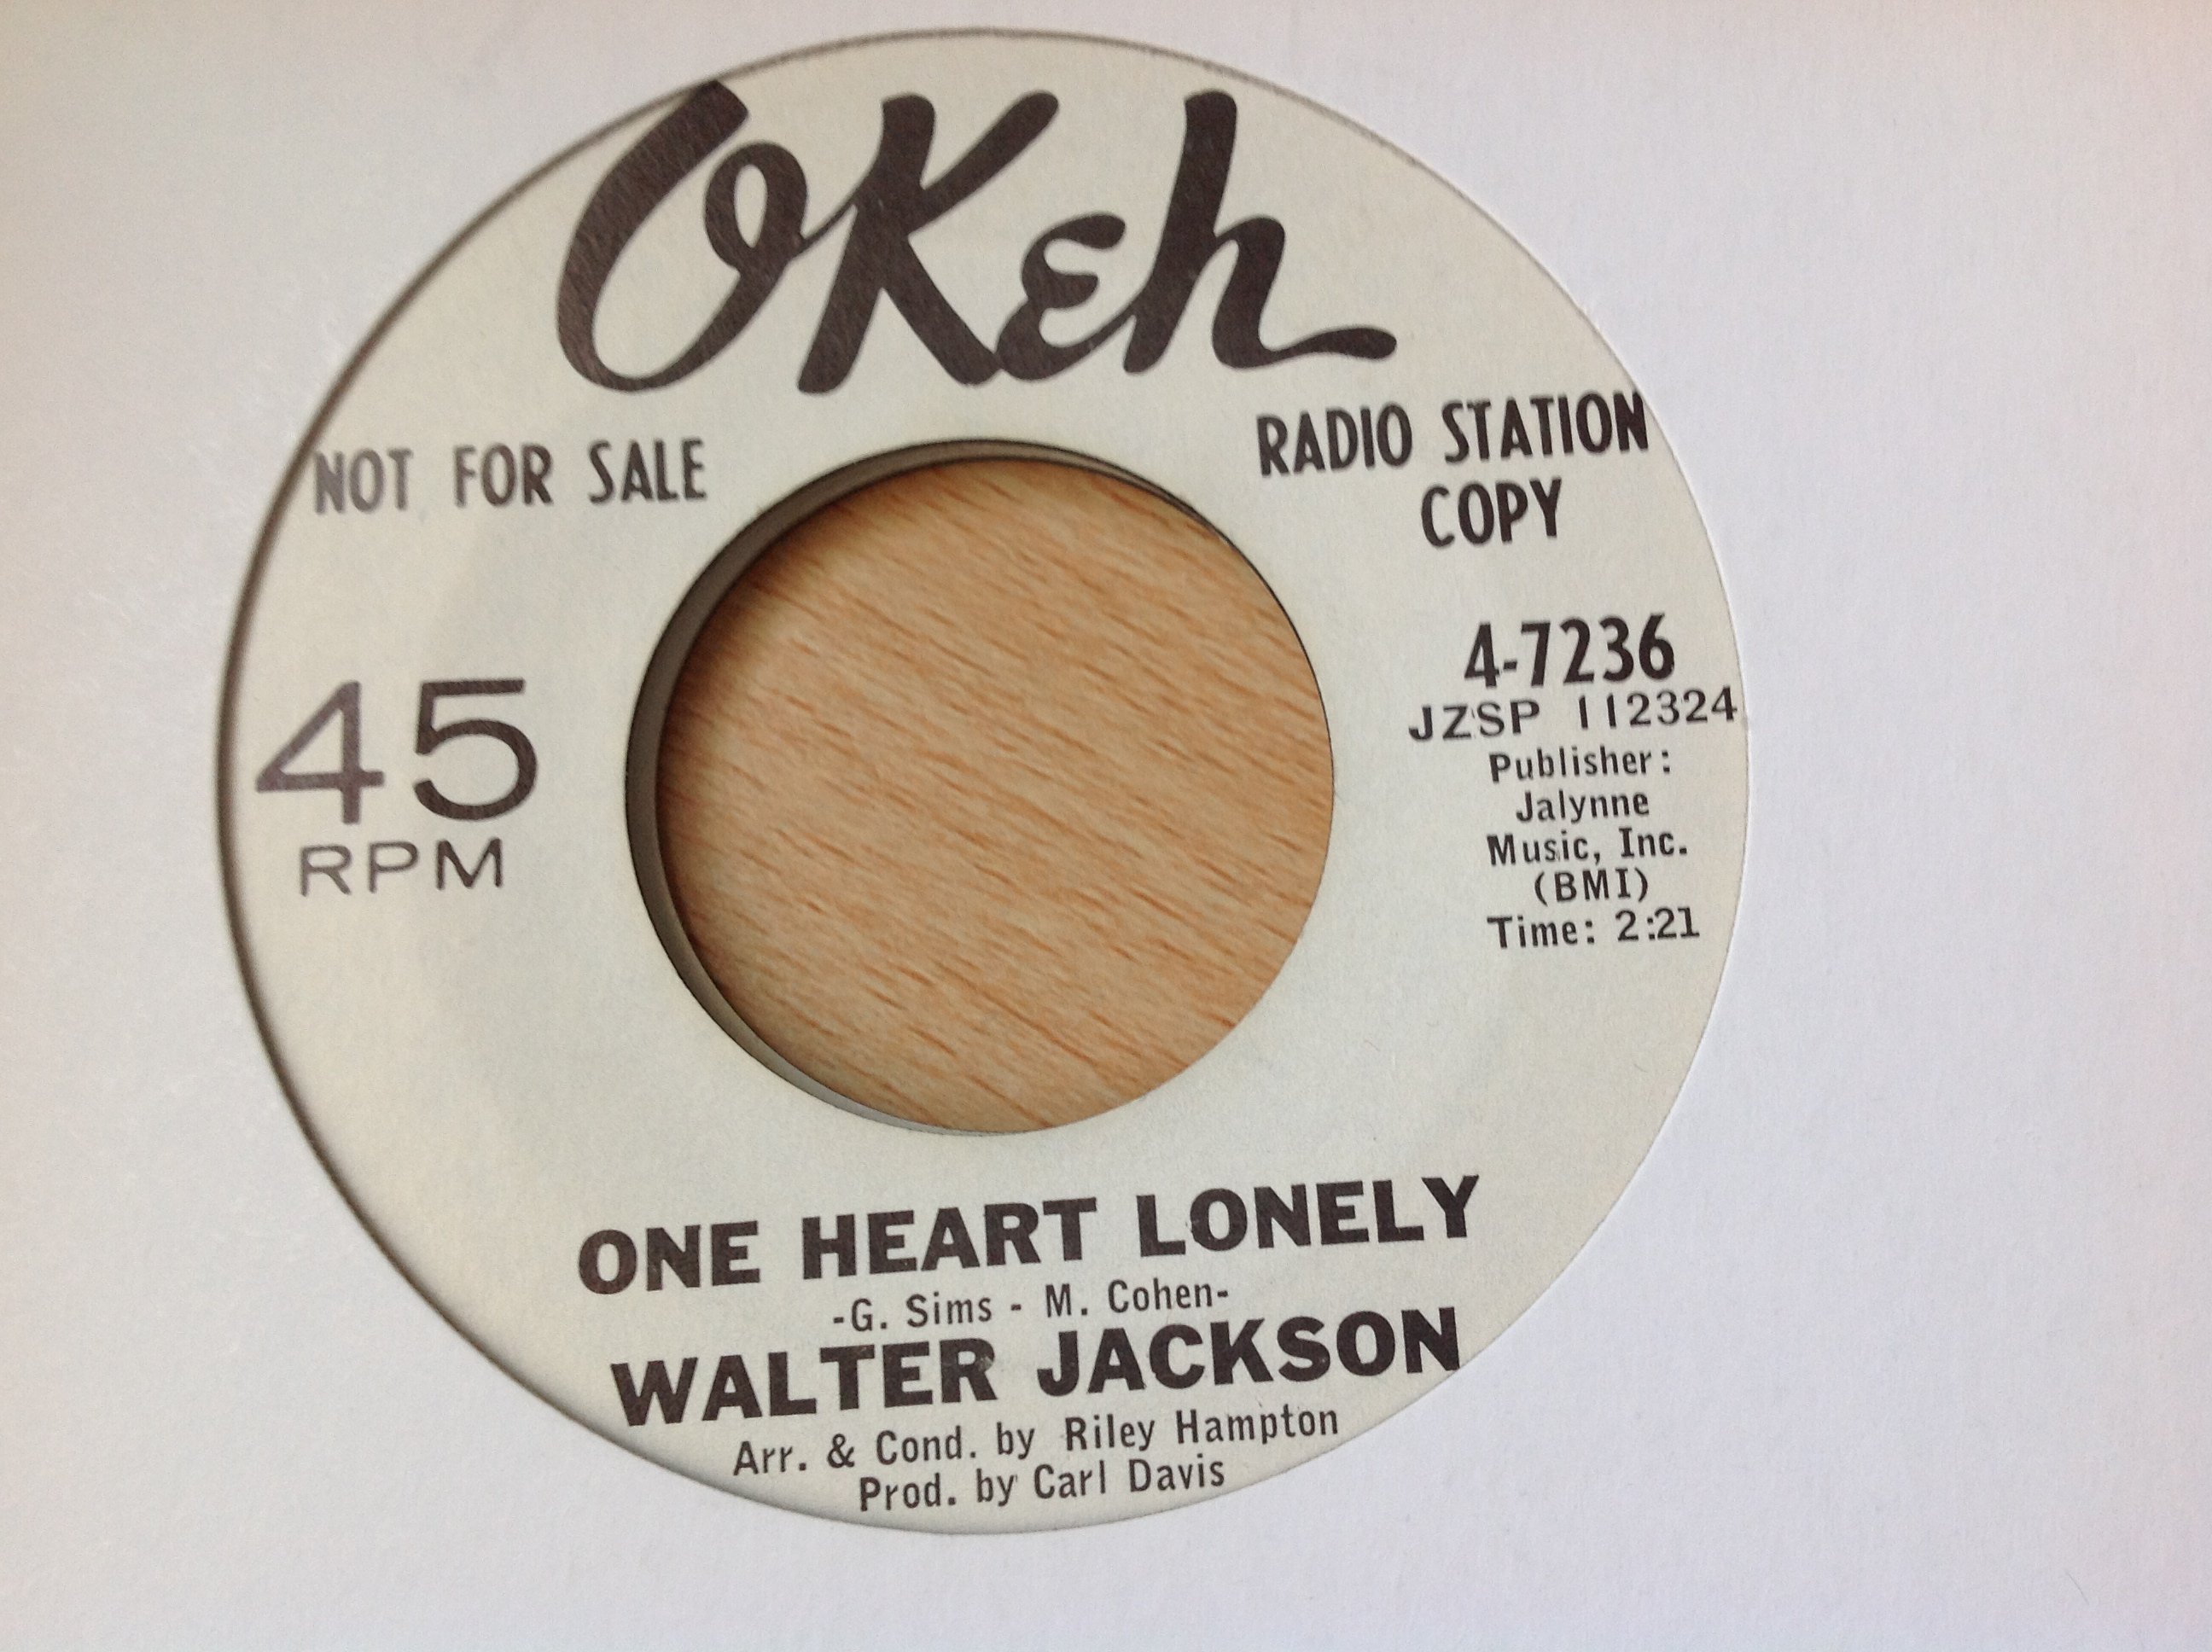 OKeh
NOT FOR SALE
RADIO STATION
COPY
45
RPM
4-7236
JZSP 112324
Publisher:
Jalynne
Music, Inc.
(BMI)
Time: 2:21
ONE HEART LONELY
-G. Sims - M. Cohen-
WALTER JACKSON
Arr. & Cond. by Riley Hampton
Prod. by Carl Davis